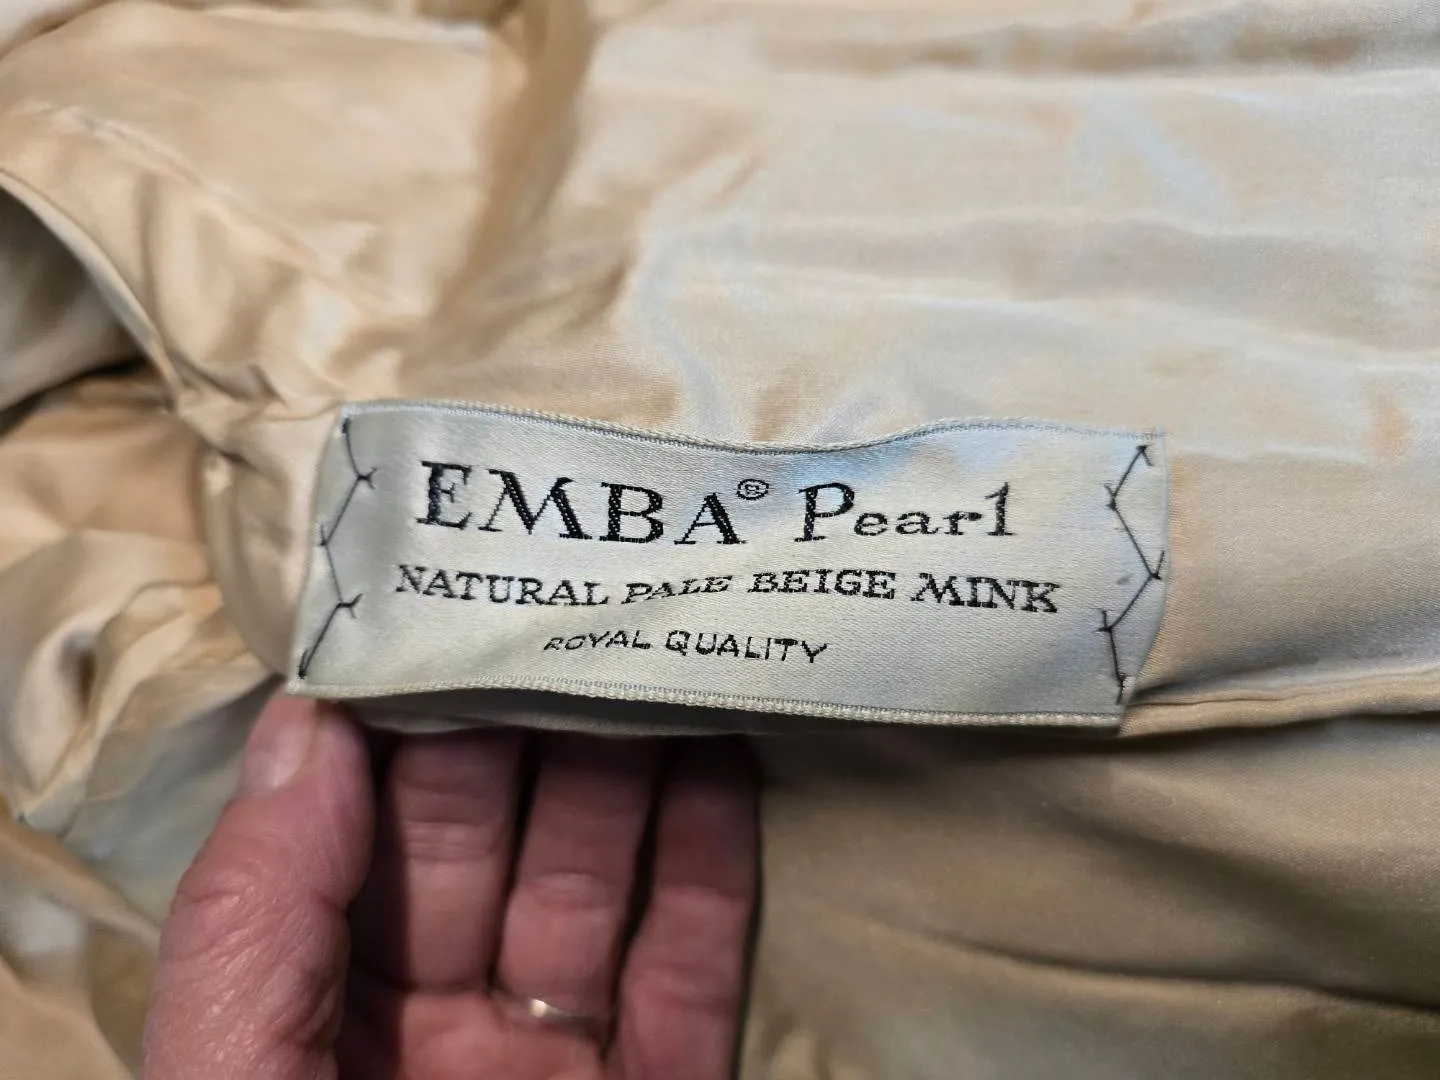 EMBA® Pearl
NATURAL PALE BEIGE MINK
ROYAL QUALITY